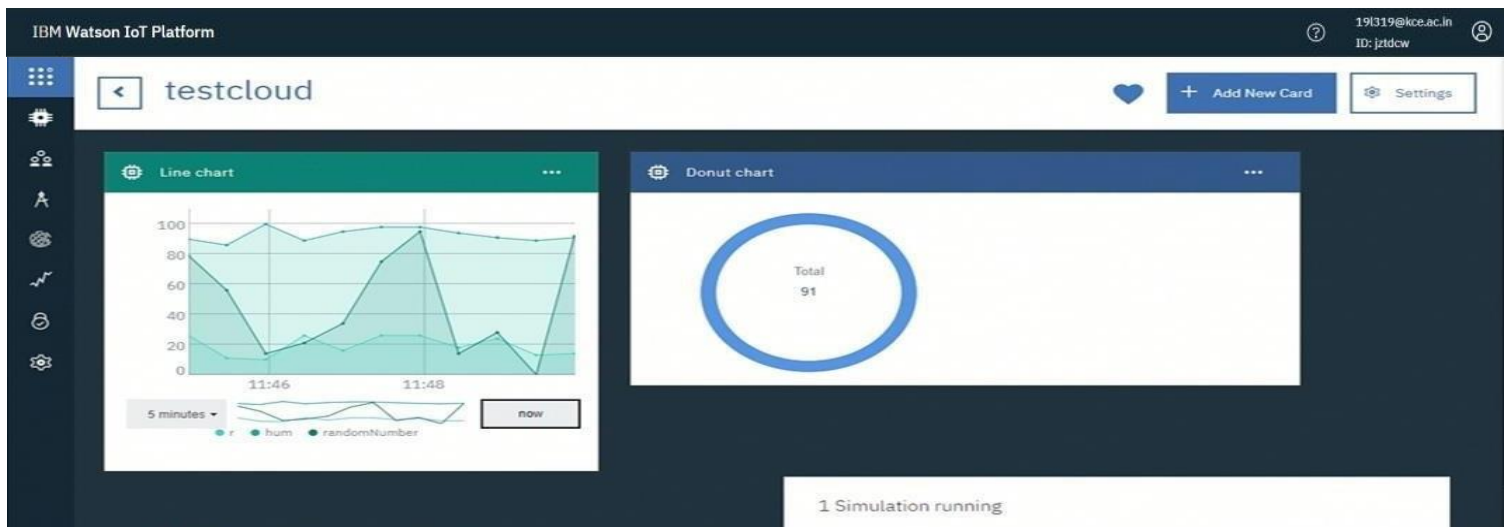 IBM Watson IoT Platform
19l319@kce.ac.in
ID: jztdcw
testcloud
+ Add New Card
Settings
Line chart
Donut chart
100
80
60
40
20
0
11:46
11:48
5 minutes
now
r
hum
randomNumber
Total
91
1 Simulation running